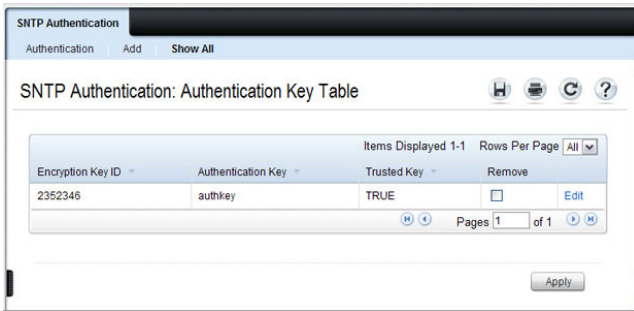 SNTP Authentication
Authentication Add Show All
SNTP Authentication: Authentication Key Table
?
Items Displayed 1-1 Rows Per Page All
Encryption Key ID Authentication Key Trusted Key Remove
2352346 authkey TRUE Edit
Pages 1 of 1
Apply